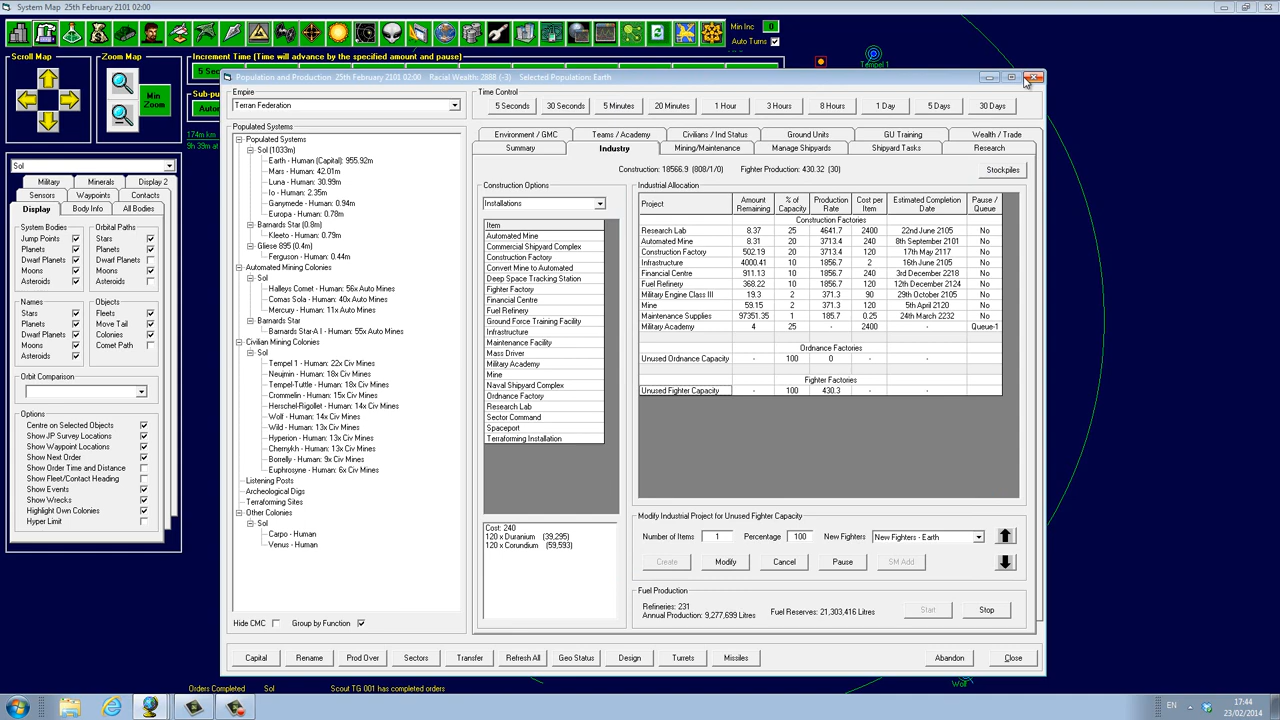 System Map 25th February 2101 02:00
Min Inc 0
Auto Turns
Scroll Map
Zoom Map
Min Zoom
Increment Time (Time will advance by the specified amount and pause)
5 Sec
Sub-pu
Auto
174m km
9h 39m at
Tempel 1
Sol
Military Minerals Display 2
Sensors Waypoints Contacts
Display Body Info All Bodies
System Bodies Orbital Paths
Jump Points Stars
Planets Planets
Dwarf Planets Dwarf Planets
Moons Moons
Asteroids Asteroids
Names Objects
Stars Fleets
Planets Move Tail
Dwarf Planets Colonies
Moons Comet Path
Asteroids
Orbit Comparison
Options
Centre on Selected Objects
Show JP Survey Locations
Show Waypoint Locations
Show Next Order
Show Order Time and Distance
Show Fleet/Contact Heading
Show Events
Show Wrecks
Highlight Own Colonies
Hyper Limit
Population and Production 25th February 2101 02:00 Racial Wealth: 2888 (-3) Selected Population: Earth
Empire
Terran Federation
Time Control
5 Seconds 30 Seconds 5 Minutes 20 Minutes 1 Hour 3 Hours 8 Hours 1 Day 5 Days 30 Days
Populated Systems
Populated Systems
Sol (1033m)
Earth - Human (Capital): 955.92m
Mars - Human: 42.01m
Luna - Human: 30.99m
Io - Human: 2.35m
Ganymede - Human: 0.94m
Europa - Human: 0.78m
Barnards Star (0.8m)
Kleeto - Human: 0.79m
Gliese 895 (0.4m)
Ferguson - Human: 0.44m
Automated Mining Colonies
Sol
Halleys Comet - Human: 56x Auto Mines
Comas Sola - Human: 40x Auto Mines
Mercury - Human: 11x Auto Mines
Barnards Star
Barnards Star-A I - Human: 55x Auto Mines
Civilian Mining Colonies
Sol
Tempel 1 - Human: 22x Civ Mines
Neujmin - Human: 18x Civ Mines
Tempel-Tuttle - Human: 18x Civ Mines
Crommelin - Human: 15x Civ Mines
Herschel-Rigollet - Human: 14x Civ Mines
Wolf - Human: 14x Civ Mines
Wild - Human: 13x Civ Mines
Hyperion - Human: 13x Civ Mines
Chernykh - Human: 13x Civ Mines
Borrelly - Human: 9x Civ Mines
Euphrosyne - Human: 6x Civ Mines
Listening Posts
Archeological Digs
Terraforming Sites
Other Colonies
Sol
Carpo - Human
Venus - Human
Hide CMC Group by Function
Environment / GMC Teams / Academy Civilians / Ind Status Ground Units GU Training Wealth / Trade
Summary Industry Mining/Maintenance Manage Shipyards Shipyard Tasks Research
Construction: 18566.9 (808/1/0) Fighter Production: 430.32 (30)
Stockpiles
Construction Options
Installations
Item
Automated Mine
Commercial Shipyard Complex
Construction Factory
Convert Mine to Automated
Deep Space Tracking Station
Fighter Factory
Financial Centre
Fuel Refinery
Ground Force Training Facility
Infrastructure
Maintenance Facility
Mass Driver
Military Academy
Mine
Naval Shipyard Complex
Ordnance Factory
Research Lab
Sector Command
Spaceport
Terraforming Installation
Cost: 240
120 x Duranium (39,295)
120 x Corundium (59,593)
Industrial Allocation
Project Amount Remaining % of Capacity Production Rate Cost per Item Estimated Completion Date Pause / Queue
Construction Factories
Research Lab 8.37 25 4641.7 2400 22nd June 2105 No
Automated Mine 8.31 20 3713.4 240 8th September 2101 No
Construction Factory 502.19 20 3713.4 120 17th May 2117 No
Infrastructure 4000.41 10 1856.7 2 16th June 2105 No
Financial Centre 911.13 10 1856.7 240 3rd December 2218 No
Fuel Refinery 368.22 10 1856.7 120 12th December 2124 No
Military Engine Class III 19.3 2 371.3 90 29th October 2105 No
Mine 59.15 2 371.3 120 5th April 2120 No
Maintenance Supplies 97351.35 1 185.7 0.25 24th March 2232 No
Military Academy 4 25 - 2400 - Queue-1
Ordnance Factories
Unused Ordnance Capacity - 100 0 - -
Fighter Factories
Unused Fighter Capacity - 100 430.3 - -
Modify Industrial Project for Unused Fighter Capacity
Number of Items 1 Percentage 100 New Fighters New Fighters - Earth
Create Modify Cancel Pause SM Add
Fuel Production
Refineries: 231
Annual Production: 9,277,699 Litres
Fuel Reserves: 21,303,416 Litres
Start Stop
Capital Rename Prod Over Sectors Transfer Refresh All Geo Status Design Turrets Missiles Abandon Close
Wolf
Orders Completed Sol Scout TG 001 has completed orders
EN
17:44
23/02/2014